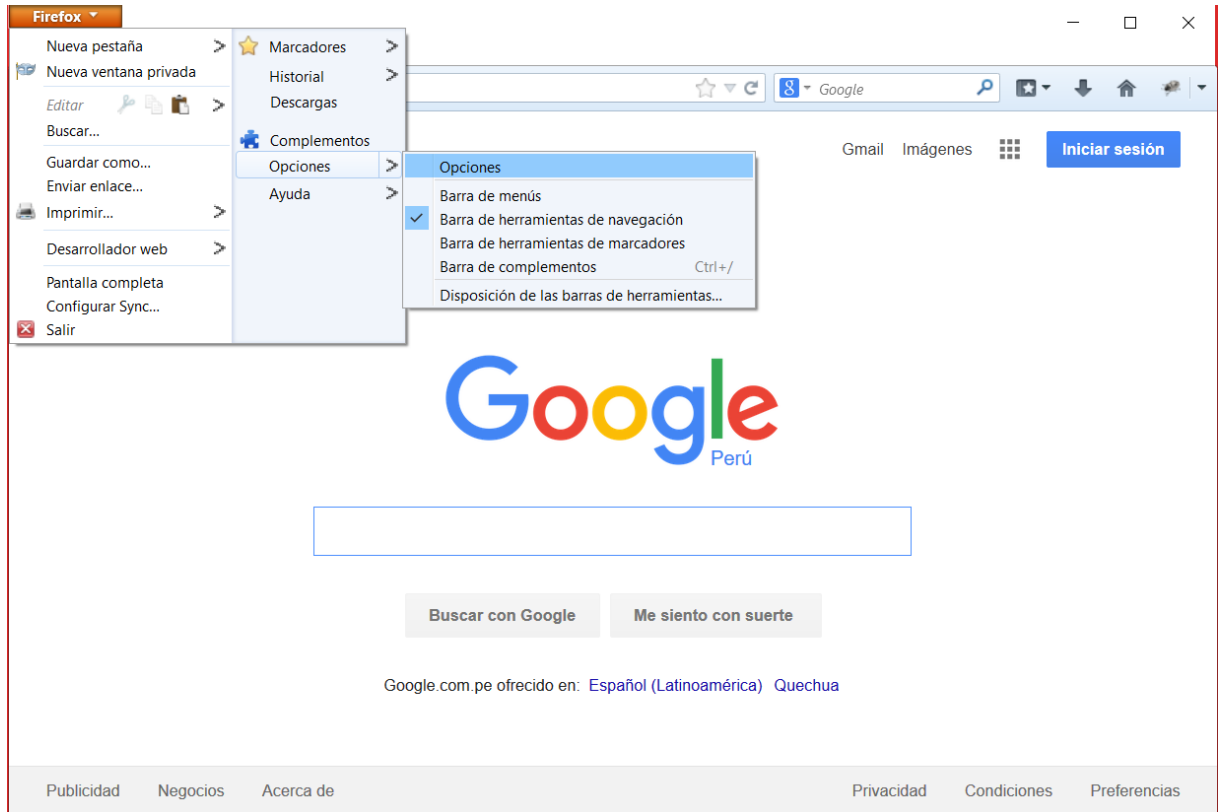 Firefox
Nueva pestaña
Nueva ventana privada
Editar
Buscar...
Guardar como...
Enviar enlace...
Imprimir...
Desarrollador web
Pantalla completa
Configurar Sync...
Salir
Marcadores
Historial
Descargas
Complementos
Opciones
Ayuda
Opciones
Barra de menús
Barra de herramientas de navegación
Barra de herramientas de marcadores
Barra de complementos Ctrl+/
Disposición de las barras de herramientas...
8 Google
Gmail Imágenes Iniciar sesión
Google
Perú
Buscar con Google Me siento con suerte
Google.com.pe ofrecido en: Español (Latinoamérica) Quechua
Publicidad Negocios Acerca de Privacidad Condiciones Preferencias